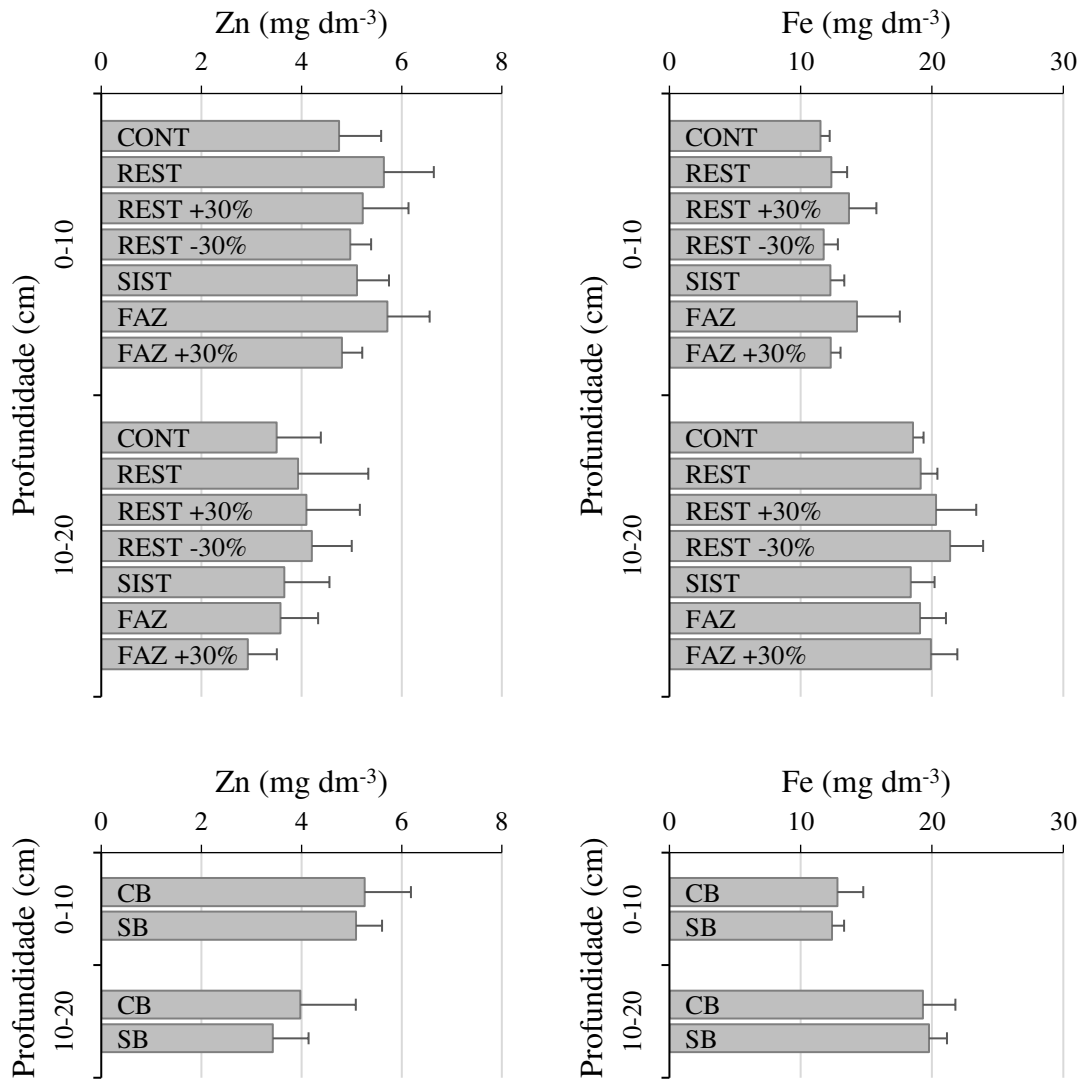 Zn (mg dm-3)
0 2 4 6 8
Profundidade (cm)
0-10
CONT
REST
REST +30%
REST -30%
SIST
FAZ
FAZ +30%
10-20
CONT
REST
REST +30%
REST -30%
SIST
FAZ
FAZ +30%
Fe (mg dm-3)
0 10 20 30
Profundidade (cm)
0-10
CONT
REST
REST +30%
REST -30%
SIST
FAZ
FAZ +30%
10-20
CONT
REST
REST +30%
REST -30%
SIST
FAZ
FAZ +30%
Zn (mg dm-3)
0 2 4 6 8
Profundidade (cm)
0-10
CB
SB
10-20
CB
SB
Fe (mg dm-3)
0 10 20 30
Profundidade (cm)
0-10
CB
SB
10-20
CB
SB